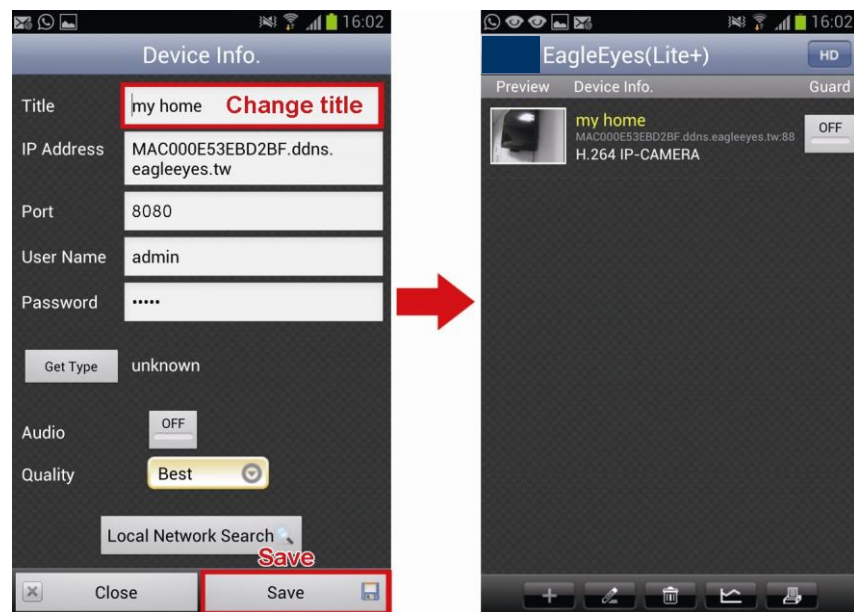 16:02
Device Info.
Title
my home
Change title
IP Address
MAC000E53EBD2BF.ddns.
eagleeyes.tw
Port
8080
User Name
admin
Password
•••••
Get Type
unknown
Audio
OFF
Quality
Best
Local Network Search
Save
Close
Save
16:02
EagleEyes(Lite+)
HD
Preview
Device Info.
Guard
my home
MAC000E53EBD2BF.ddns.eagleeyes.tw:88
H.264 IP-CAMERA
OFF